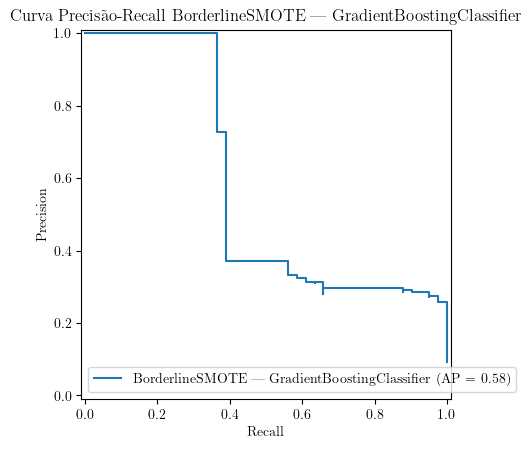 Curva Precisão-Recall BorderlineSMOTE — GradientBoostingClassifier
1.0
0.8
0.6
0.4
0.2
0.0
Precision
BorderlineSMOTE — GradientBoostingClassifier (AP = 0.58)
0.0 0.2 0.4 0.6 0.8 1.0
Recall